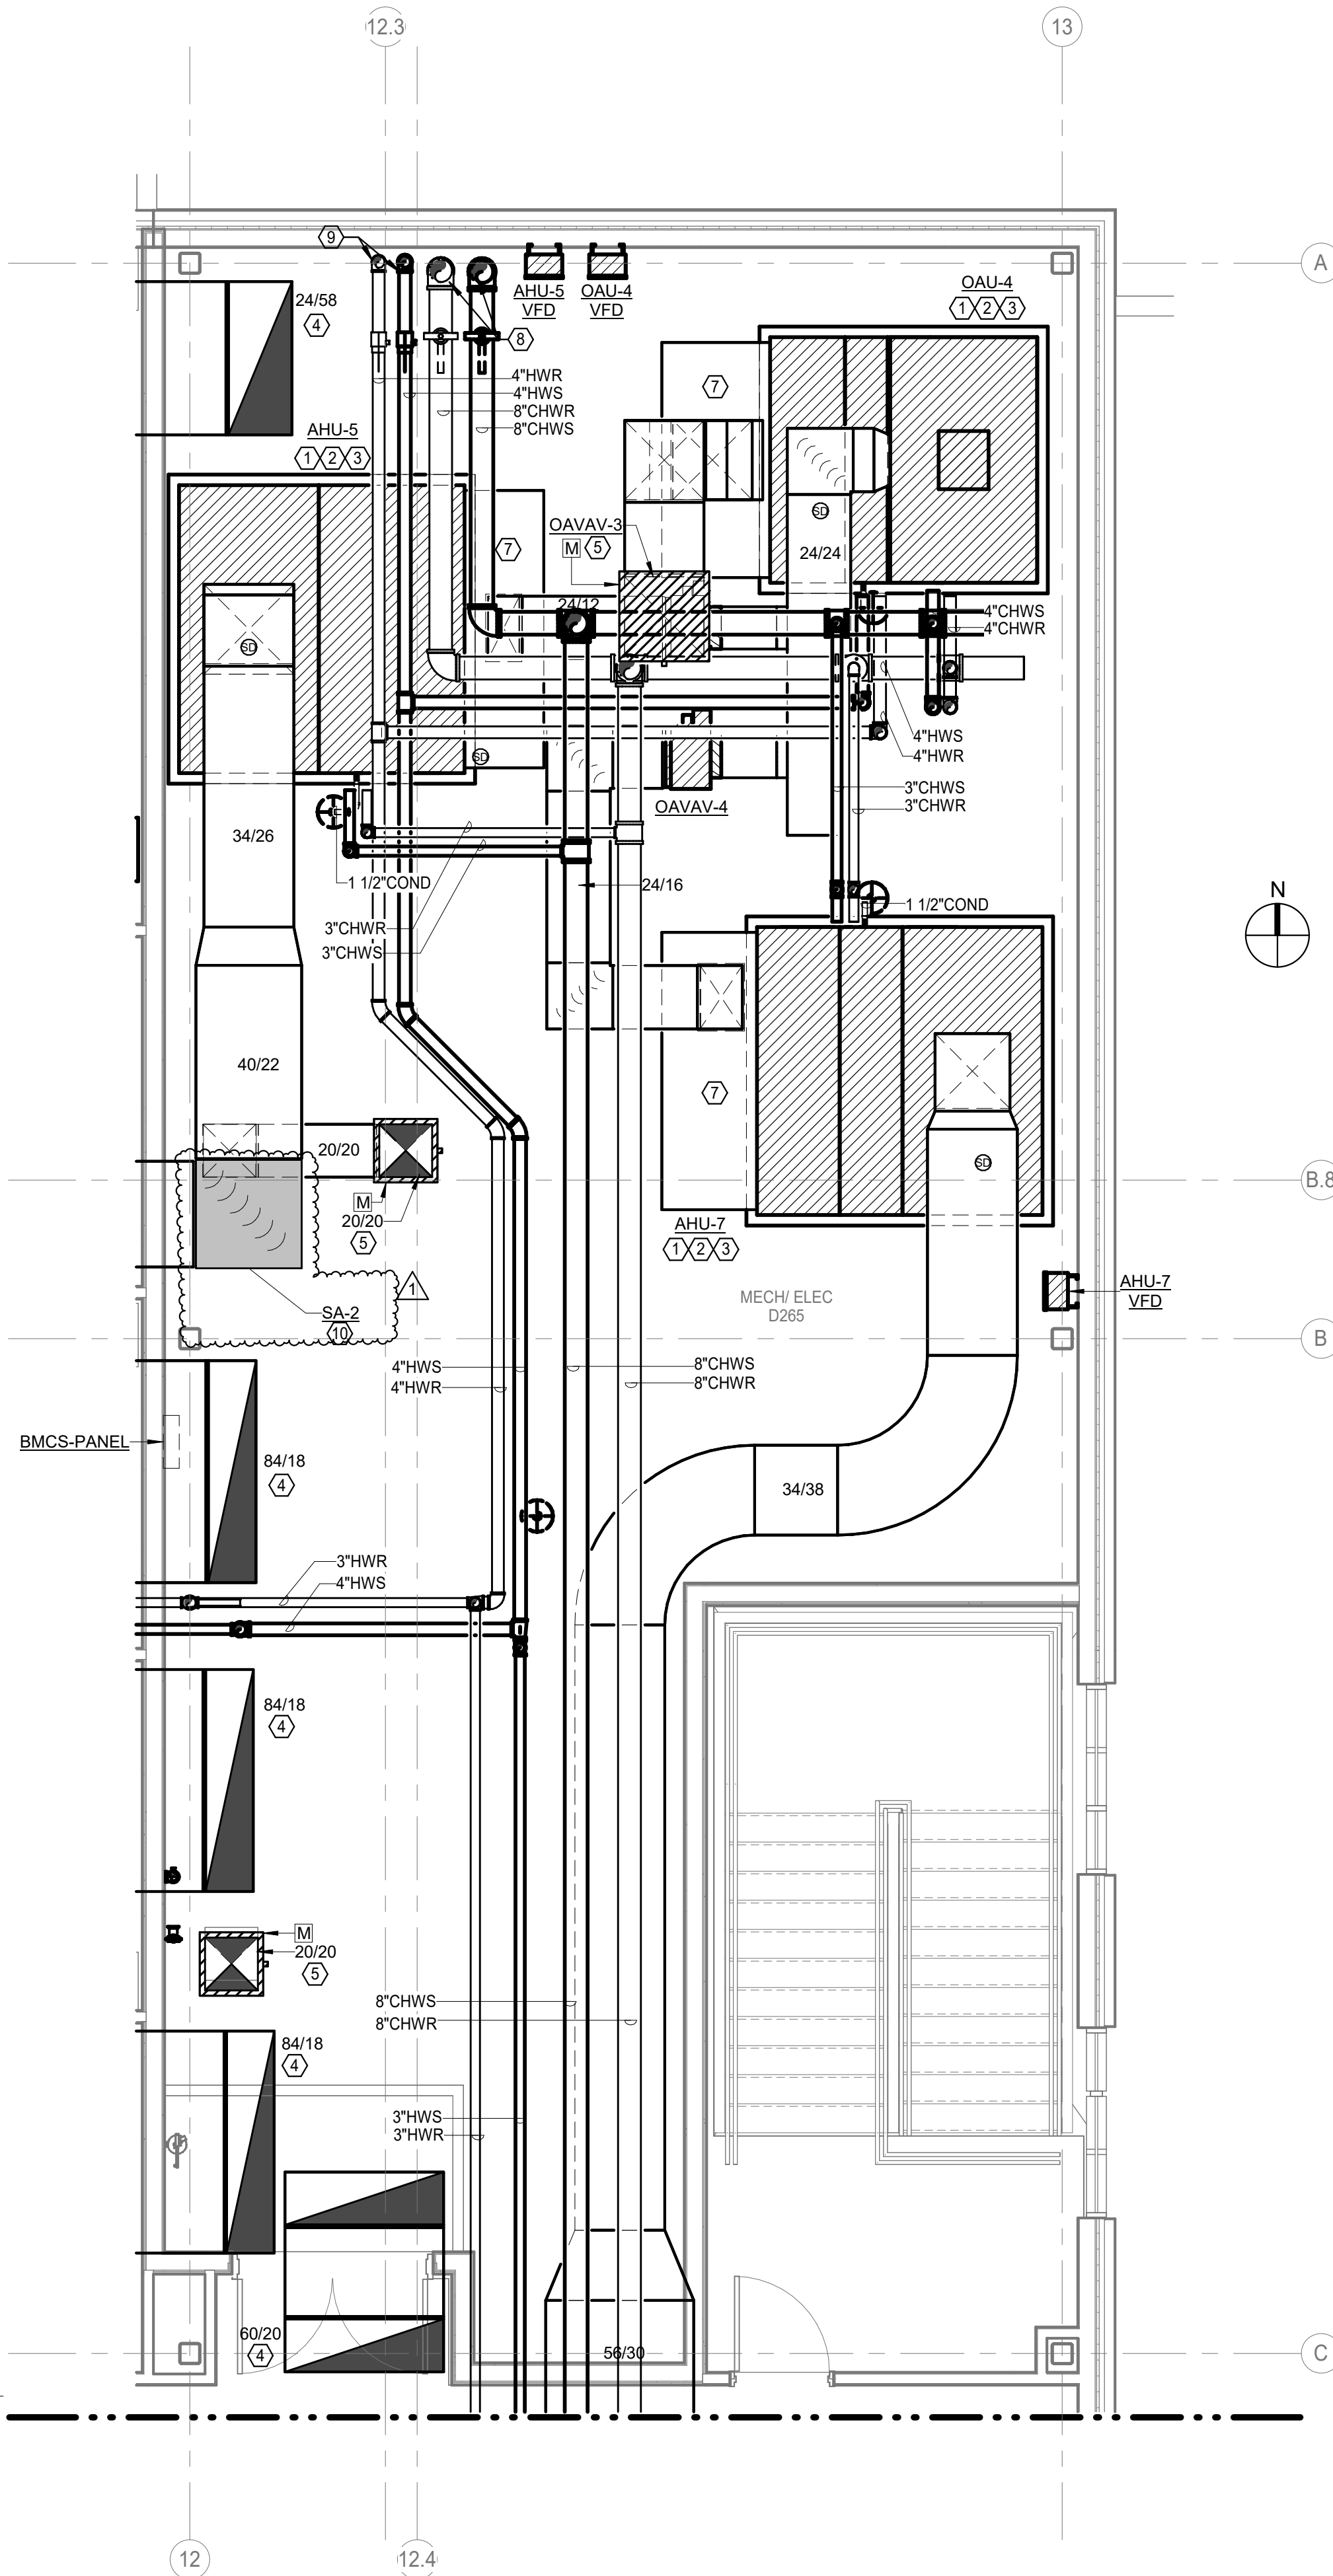 12.3
13
9
A
24/58
4
AHU-5
VFD
OAU-4
VFD
OAU-4
1 2 3
8
4"HWR
4"HWS
8"CHWR
8"CHWS
7
AHU-5
1 2 3
OAVAV-3
M 5
7
SD
24/24
24/12
4"CHWS
4"CHWR
SD
4"HWS
4"HWR
SD
3"CHWS
3"CHWR
OAVAV-4
34/26
1 1/2"COND
24/16
1 1/2"COND
N
3"CHWR
3"CHWS
40/22
7
20/20
SD
M
20/20
5
B.8
AHU-7
1 2 3
1
SA-2
10
MECH/ ELEC
D265
AHU-7
VFD
B
4"HWS
4"HWR
8"CHWS
8"CHWR
BMCS-PANEL
84/18
4
34/38
3"HWR
4"HWS
84/18
4
M
20/20
5
8"CHWS
8"CHWR
84/18
4
3"HWS
3"HWR
60/20
4
56/30
C
12
12.4